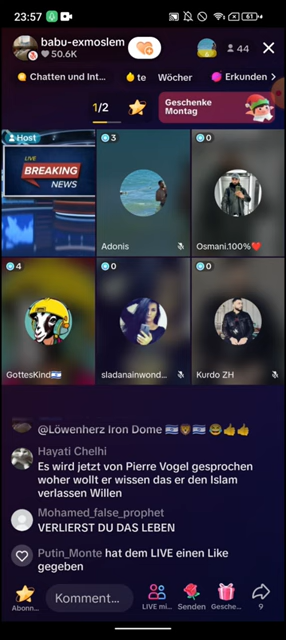 23:57
61
babu-exmoslem
50.6K
44
Chatten und Int...
te
Wöcher
Erkunden
1/2
Geschenke
Montag
Host
LIVE
BREAKING
NEWS
3
Adonis
0
Osmani.100%❤️
4
GottesKind🇮🇱
0
sladanainwond...
0
Kurdo ZH
@Löwenherz Iron Dome 🇮🇱🦁🇮🇱😂👍👍
Hayati Chelhi
Es wird jetzt von Pierre Vogel gesprochen
woher wollt er wissen das er den Islam
verlassen Willen
Mohamed_false_prophet
VERLIERST DU DAS LEBEN
Putin_Monte hat dem LIVE einen Like
gegeben
Abonn...
Komment...
LIVE mi...
Senden
Gesche...
9